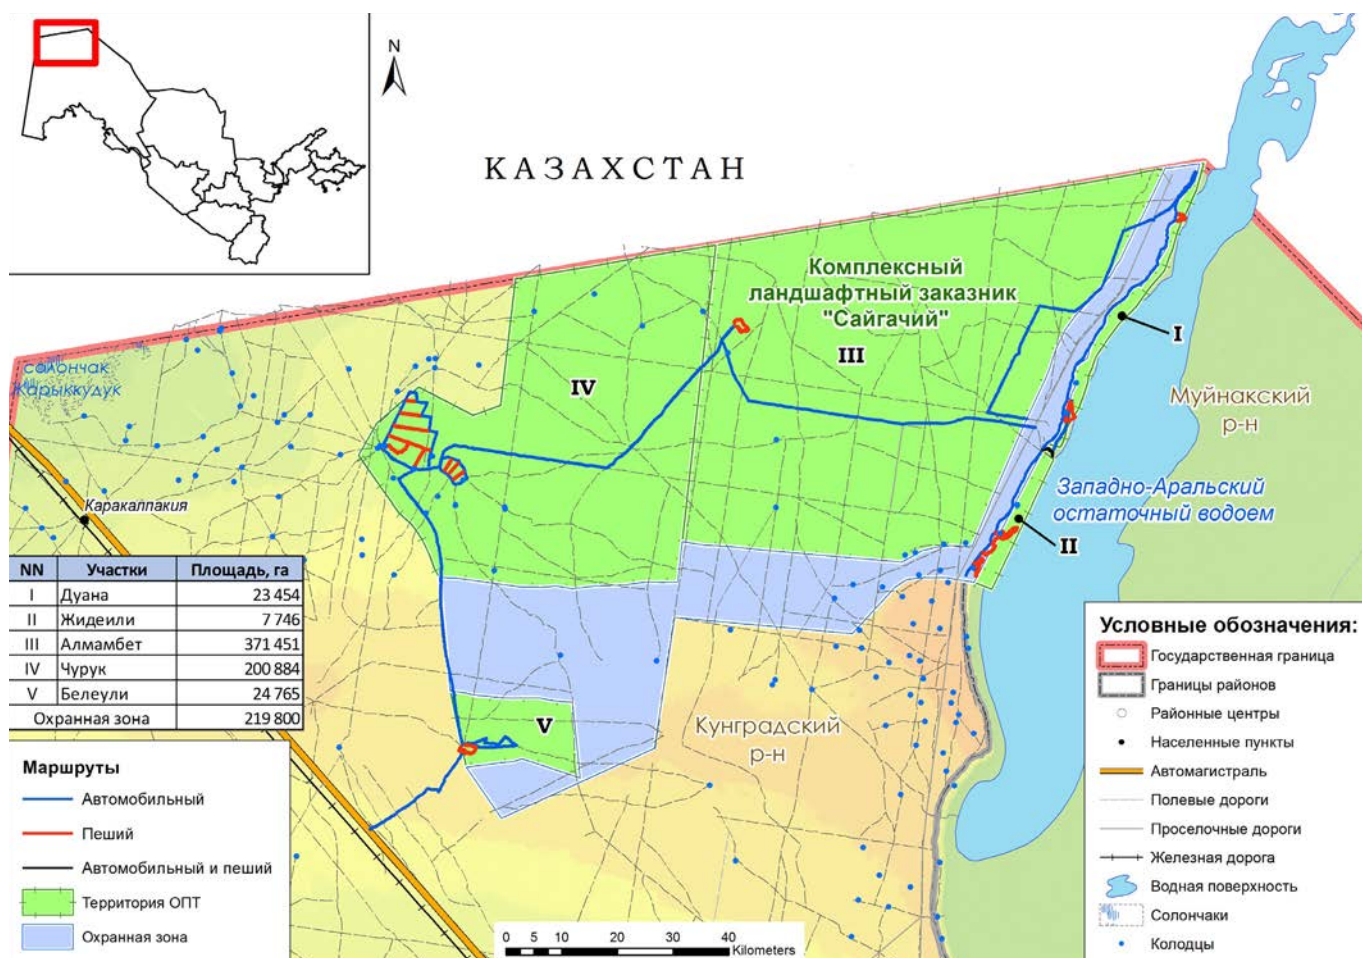 N
КАЗАХСТАН
Комплексный
ландшафтный заказник
"Сайгачий"
III
IV
I
II
V
солончак
Жарыккудук
Каракалпакия
Муйнакский
р-н
Западно-Аральский
остаточный водоем
Кунградский
р-н
NN Участки Площадь, га
I Дуана 23 454
II Жидеили 7 746
III Алмамбет 371 451
IV Чурук 200 884
V Белеули 24 765
Охранная зона 219 800
Маршруты
Автомобильный
Пеший
Автомобильный и пеший
Территория ОПТ
Охранная зона
0 5 10 20 30 40
Kilometers
Условные обозначения:
Государственная граница
Границы районов
Районные центры
Населенные пункты
Автомагистраль
Полевые дороги
Проселочные дороги
Железная дорога
Водная поверхность
Солончаки
Колодцы